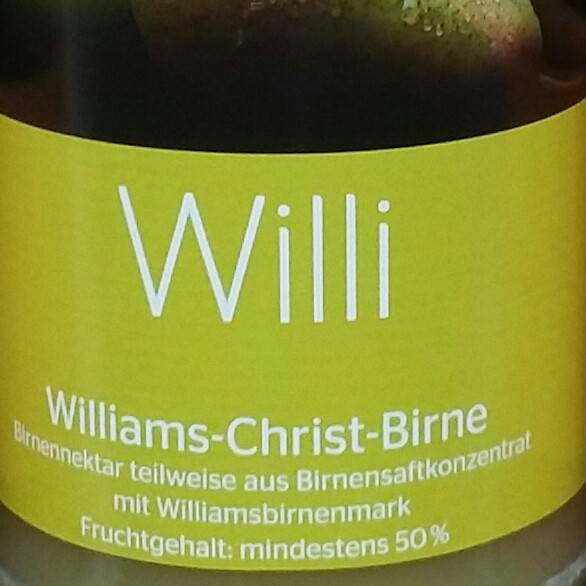 Willi
Williams-Christ-Birne
Birnennektar teilweise aus Birnensaftkonzentrat
mit Williamsbirnenmark
Fruchtgehalt: mindestens 50%